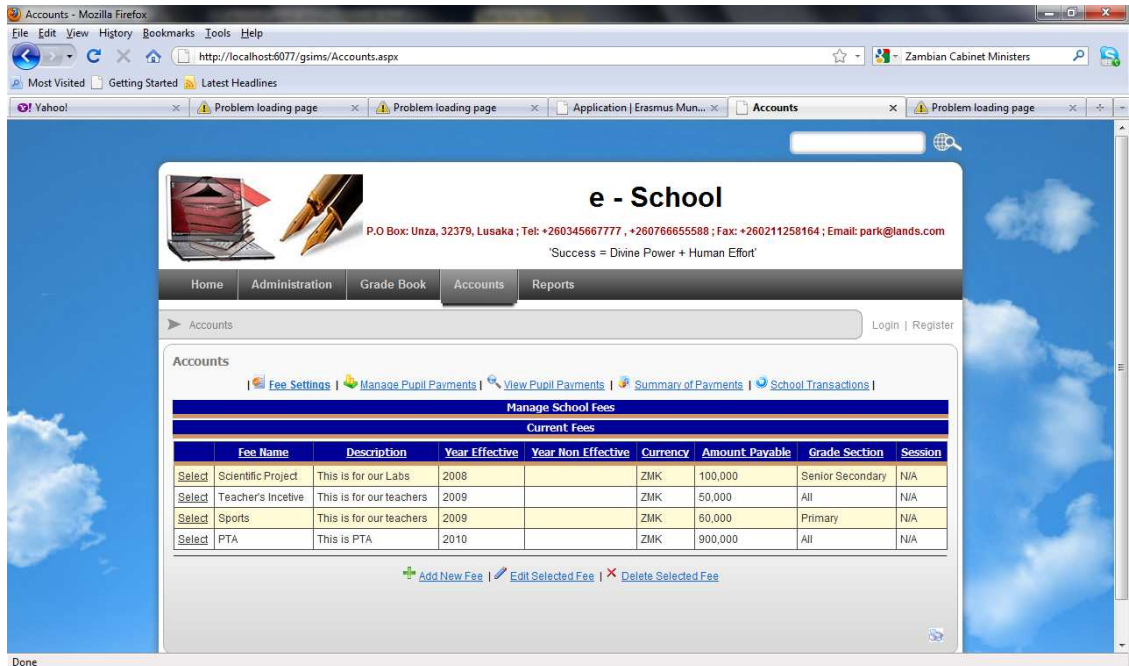 Accounts - Mozilla Firefox
File Edit View History Bookmarks Tools Help
http://localhost:6077/gsims/Accounts.aspx Zambian Cabinet Ministers
Most Visited Getting Started Latest Headlines
Yahoo! Problem loading page Problem loading page Application | Erasmus Mun... Accounts Problem loading page
e - School
P.O Box: Unza, 32379, Lusaka ; Tel: +260345667777 , +260766655588 ; Fax: +260211258164 ; Email: park@lands.com
'Success = Divine Power + Human Effort'
Home Administration Grade Book Accounts Reports
Accounts Login | Register
Accounts
| Fee Settings | Manage Pupil Payments | View Pupil Payments | Summary of Payments | School Transactions |
Manage School Fees
Current Fees
Fee Name Description Year Effective Year Non Effective Currency Amount Payable Grade Section Session
Select Scientific Project This is for our Labs 2008 ZMK 100,000 Senior Secondary N/A
Select Teacher's Incetive This is for our teachers 2009 ZMK 50,000 All N/A
Select Sports This is for our teachers 2009 ZMK 60,000 Primary N/A
Select PTA This is PTA 2010 ZMK 900,000 All N/A
Add New Fee | Edit Selected Fee | Delete Selected Fee
Done